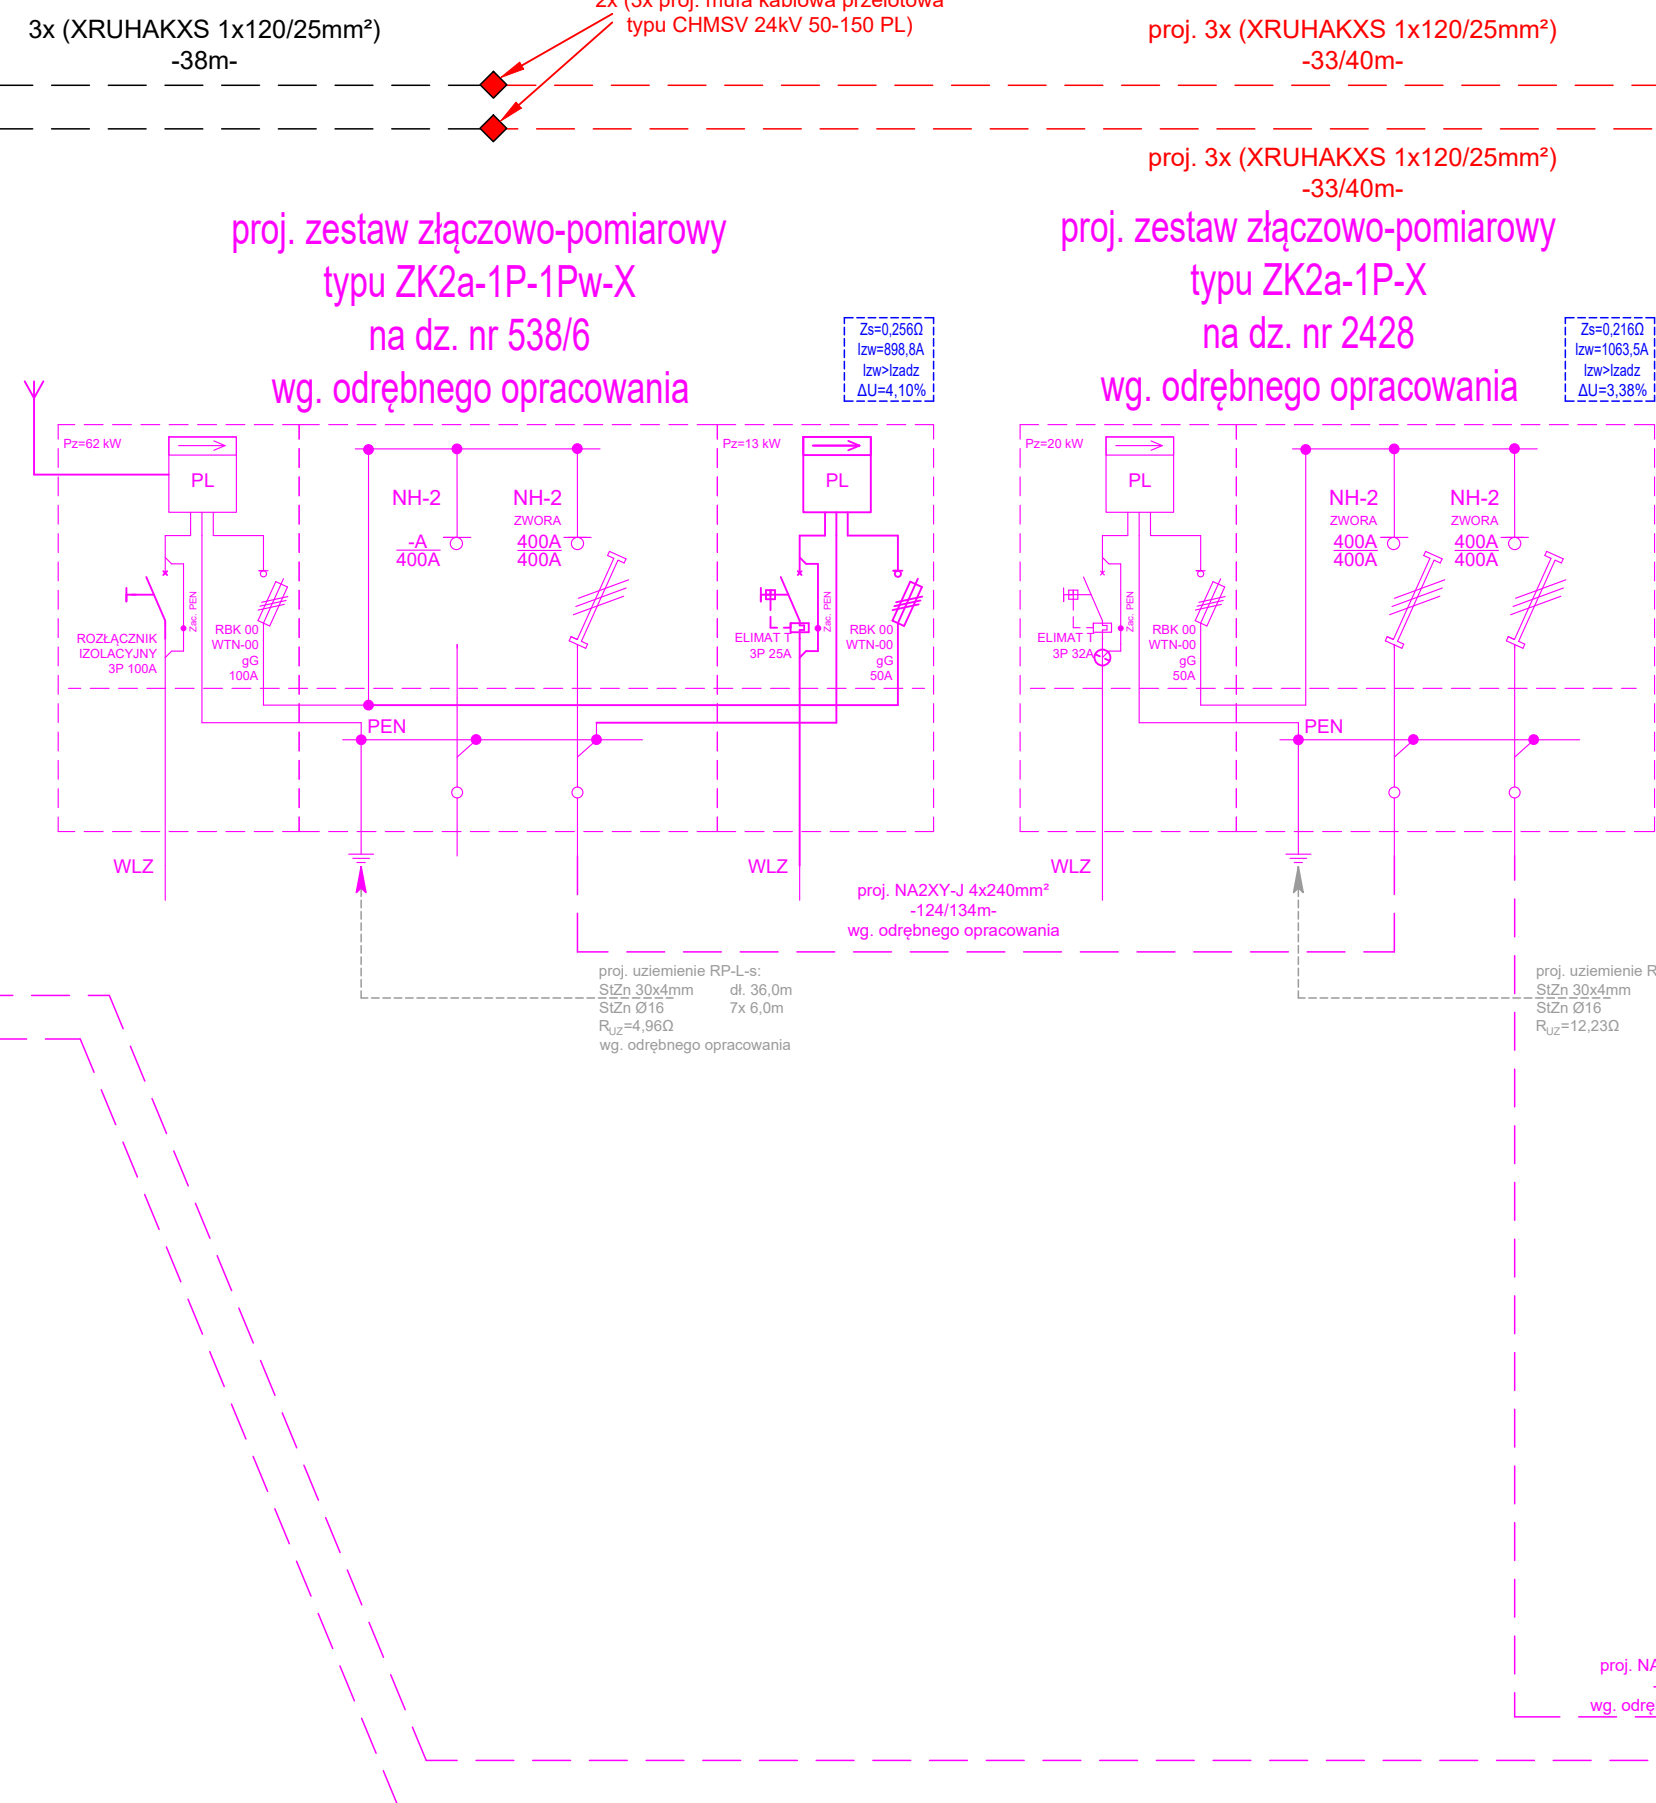 2x (3x proj. mufa kablowa przelotowa
typu CHMSV 24kV 50-150 PL)
3x (XRUHAKXS 1x120/25mm²)
-38m-
proj. 3x (XRUHAKXS 1x120/25mm²)
-33/40m-
proj. 3x (XRUHAKXS 1x120/25mm²)
-33/40m-
proj. zestaw złączowo-pomiarowy
typu ZK2a-1P-1Pw-X
na dz. nr 538/6
wg. odrębnego opracowania
Zs=0,256Ω
Izw=898,8A
Izw>Izadz
ΔU=4,10%
Pz=62 kW
PL
ROZŁĄCZNIK
IZOLACYJNY
3P 100A
Zac. PEN
RBK 00
WTN-00
gG
100A
NH-2
-A
400A
NH-2
ZWORA
400A
400A
Pz=13 kW
PL
ELIMAT T
3P 25A
Zac. PEN
RBK 00
WTN-00
gG
50A
PEN
WLZ
WLZ
proj. zestaw złączowo-pomiarowy
typu ZK2a-1P-X
na dz. nr 2428
wg. odrębnego opracowania
Zs=0,216Ω
Izw=1063,5A
Izw>Izadz
ΔU=3,38%
Pz=20 kW
PL
ELIMAT T
3P 32A
Zac. PEN
RBK 00
WTN-00
gG
50A
NH-2
ZWORA
400A
400A
NH-2
ZWORA
400A
400A
PEN
WLZ
proj. NA2XY-J 4x240mm²
-124/134m-
wg. odrębnego opracowania
proj. uziemienie RP-L-s:
StZn 30x4mm dł. 36,0m
StZn Ø16 7x 6,0m
RUZ=4,96Ω
wg. odrębnego opracowania
proj. uziemienie R
StZn 30x4mm
StZn Ø16
RUZ=12,23Ω
proj. NA
-
wg. odrę